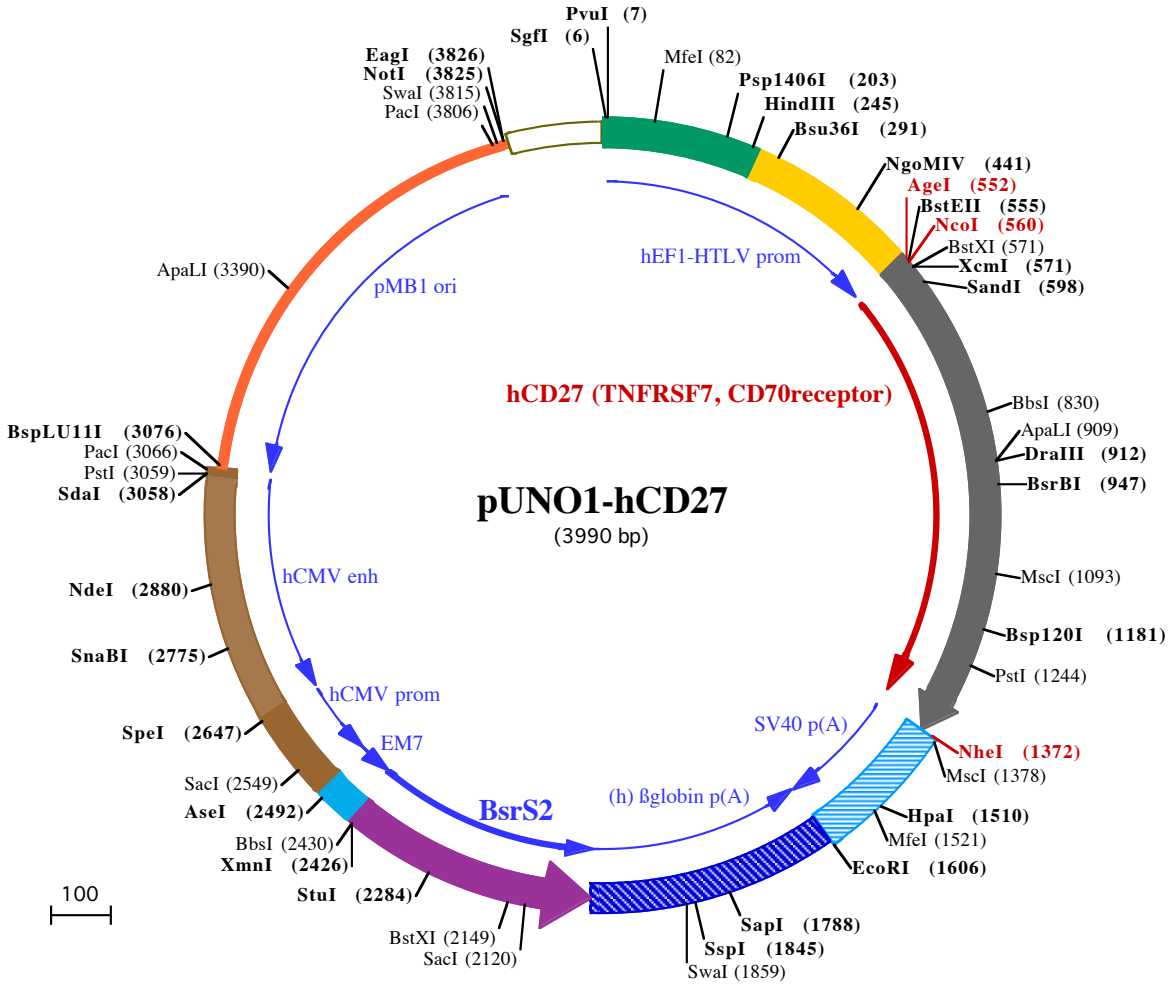 PvuI (7)
SgfI (6)
MfeI (82)
EagI (3826)
NotI (3825)
SwaI (3815)
PacI (3806)
Psp1406I (203)
HindIII (245)
Bsu36I (291)
NgoMIV (441)
AgeI (552)
BstEII (555)
NcoI (560)
BstXI (571)
XcmI (571)
SandI (598)
hEF1-HTLV prom
ApaLI (3390)
pMB1 ori
hCD27 (TNFRSF7, CD70receptor)
BbsI (830)
ApaLI (909)
DraIII (912)
BsrBI (947)
BspLU11I (3076)
PacI (3066)
PstI (3059)
SdaI (3058)
pUNO1-hCD27
(3990 bp)
hCMV enh
MscI (1093)
NdeI (2880)
Bsp120I (1181)
SnaBI (2775)
PstI (1244)
hCMV prom
SV40 p(A)
SpeI (2647)
EM7
NheI (1372)
MscI (1378)
SacI (2549)
(h) ßglobin p(A)
AseI (2492)
BsrS2
HpaI (1510)
BbsI (2430)
MfeI (1521)
XmnI (2426)
EcoRI (1606)
StuI (2284)
100
SapI (1788)
BstXI (2149)
SspI (1845)
SacI (2120)
SwaI (1859)